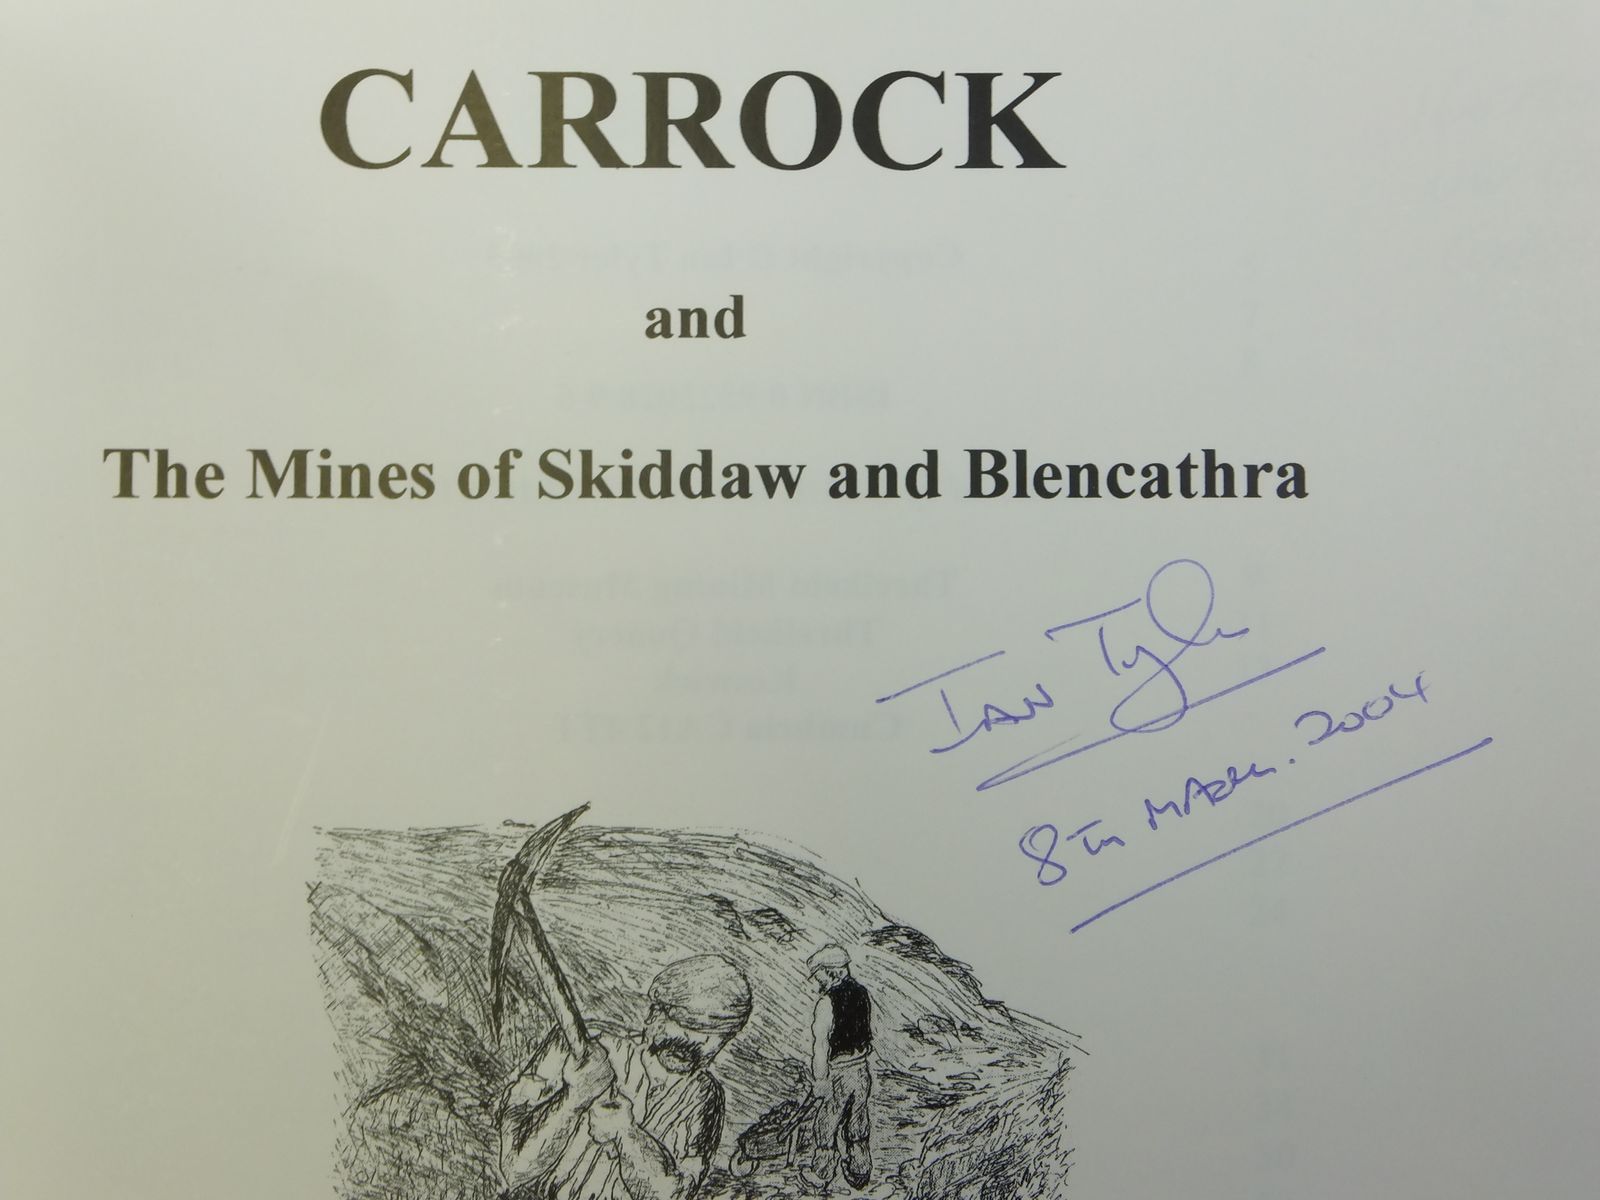 CARROCK
and
The Mines of Skiddaw and Blencathra
IAN Tyler
8TH MARCH. 2004